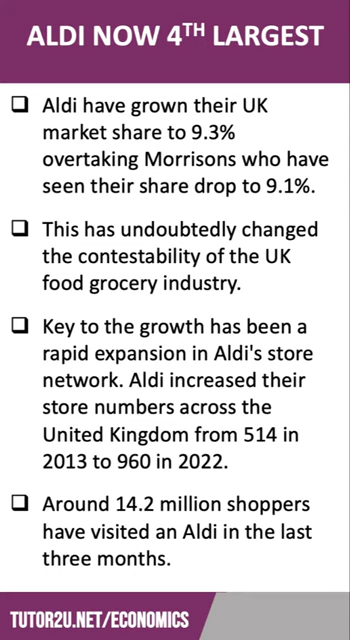 ALDI NOW 4TH LARGEST
Aldi have grown their UK
market share to 9.3%
overtaking Morrisons who have
seen their share drop to 9.1%.
This has undoubtedly changed
the contestability of the UK
food grocery industry.
Key to the growth has been a
rapid expansion in Aldi's store
network. Aldi increased their
store numbers across the
United Kingdom from 514 in
2013 to 960 in 2022.
Around 14.2 million shoppers
have visited an Aldi in the last
three months.
TUTOR2U.NET/ECONOMICS